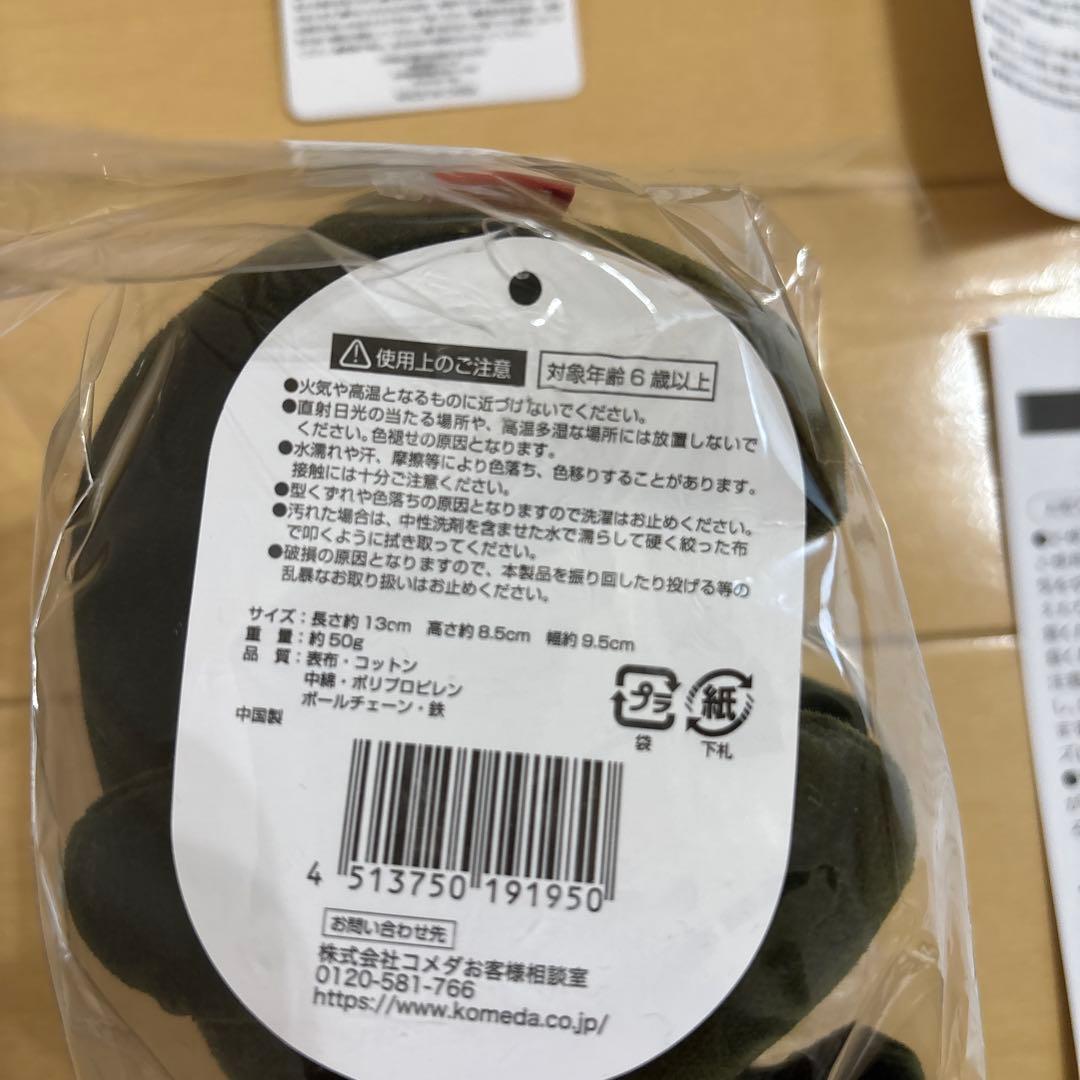 使用上のご注意
対象年齢6歳以上
●火気や高温となるものに近づけないでください。
●直射日光の当たる場所や、高温多湿な場所には放置しないで
ください。色褪せの原因となります。
●水濡れや汗、摩擦等により色落ち、色移りすることがあります。
接触には十分ご注意ください。
●型くずれや色落ちの原因となりますので洗濯はお止めください。
●汚れた場合は、中性洗剤を含ませた水で濡らして硬く絞った布
で叩くように拭き取ってください。
●破損の原因となりますので、本製品を振り回したり投げる等の
乱暴なお取り扱いはお止めください。
サイズ：長さ約13cm 高さ約8.5cm 幅約9.5cm
重 量：約50g
品 質：表布・コットン
中綿・ポリプロピレン
ボールチェーン・鉄
中国製
プラ
袋
紙
下札
4 513750 191950
お問い合わせ先
株式会社コメダお客様相談室
0120-581-766
https://www.komeda.co.jp/